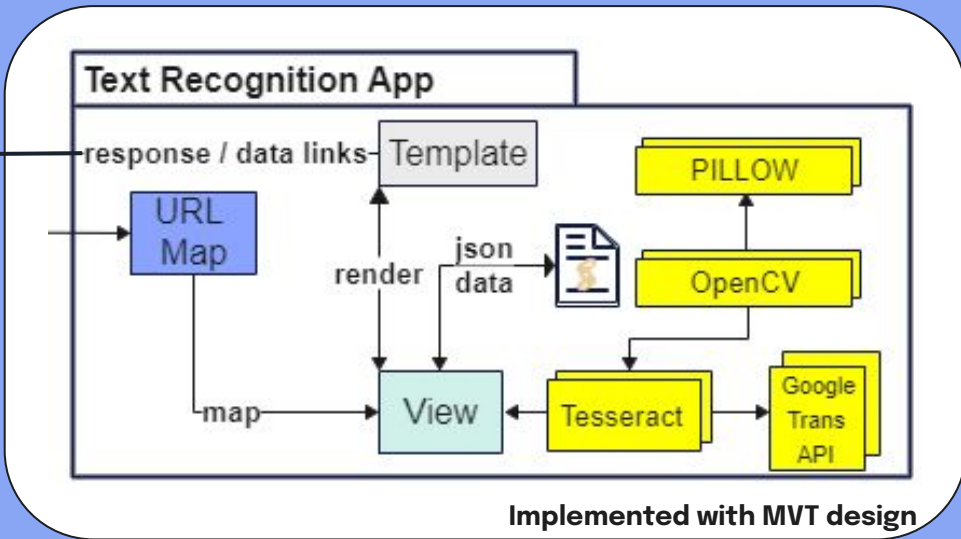 Text Recognition App
response / data links
Template
PILLOW
URL
Map
render
json
data
OpenCV
map
View
Tesseract
Google
Trans
API
Implemented with MVT design